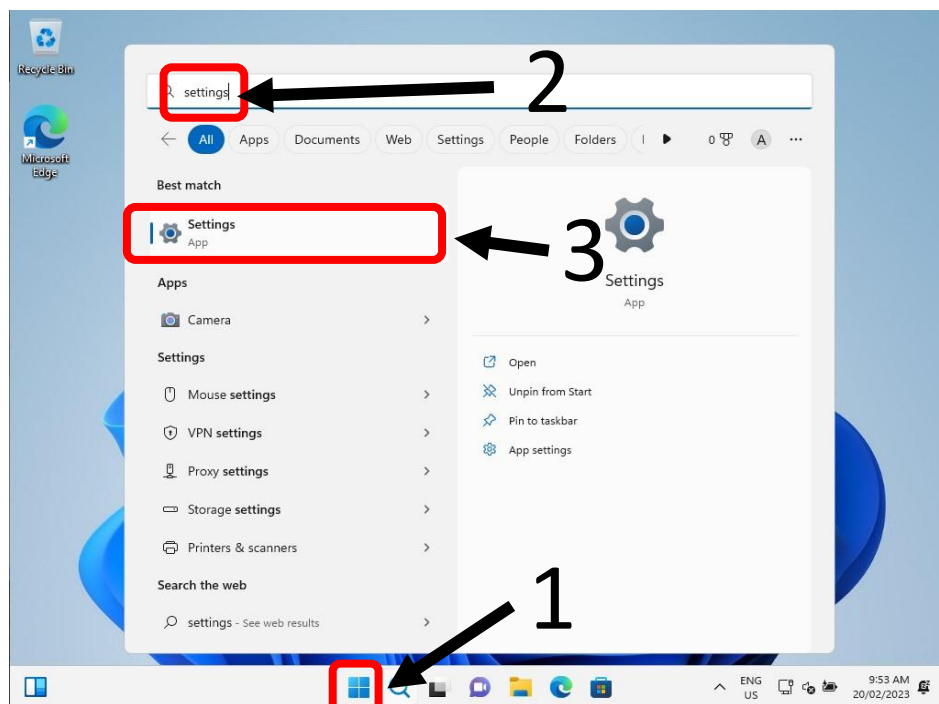 Recycle Bin
Microsoft
Edge
settings
2
All Apps Documents Web Settings People Folders 0 A ...
Best match
Settings
App
3
Settings
App
Apps
Camera
Settings
Mouse settings
VPN settings
Proxy settings
Storage settings
Printers & scanners
Search the web
settings - See web results
Open
Unpin from Start
Pin to taskbar
App settings
1
ENG
US
9:53 AM
20/02/2023